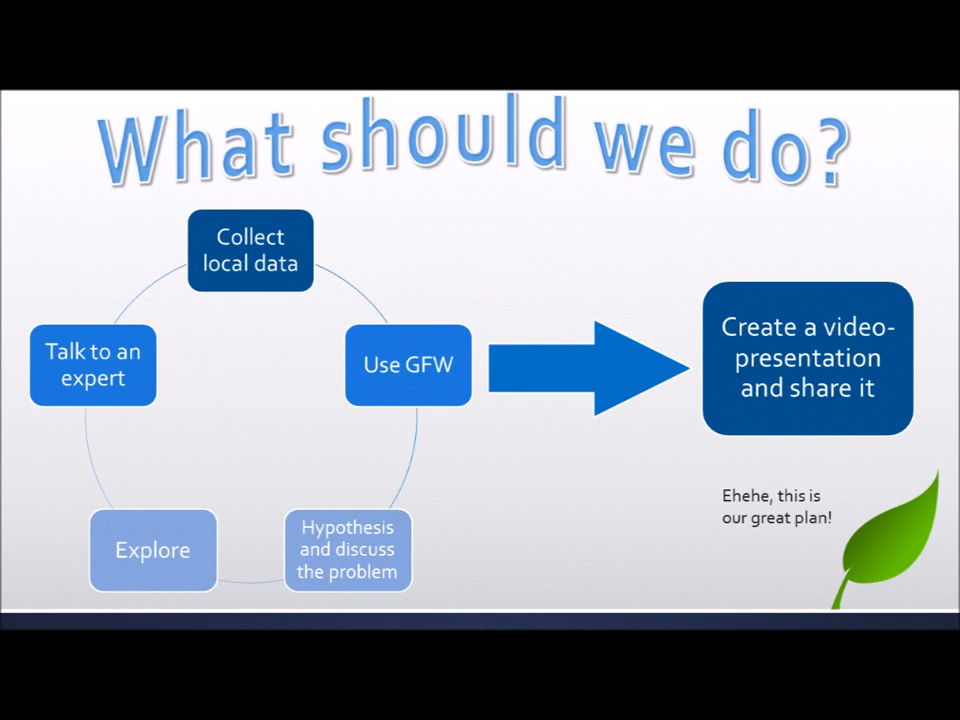 What should we do?
Collect
local data
Talk to an
expert
Use GFW
Explore
Hypothesis
and discuss
the problem
Create a video-
presentation
and share it
Ehehe, this is
our great plan!